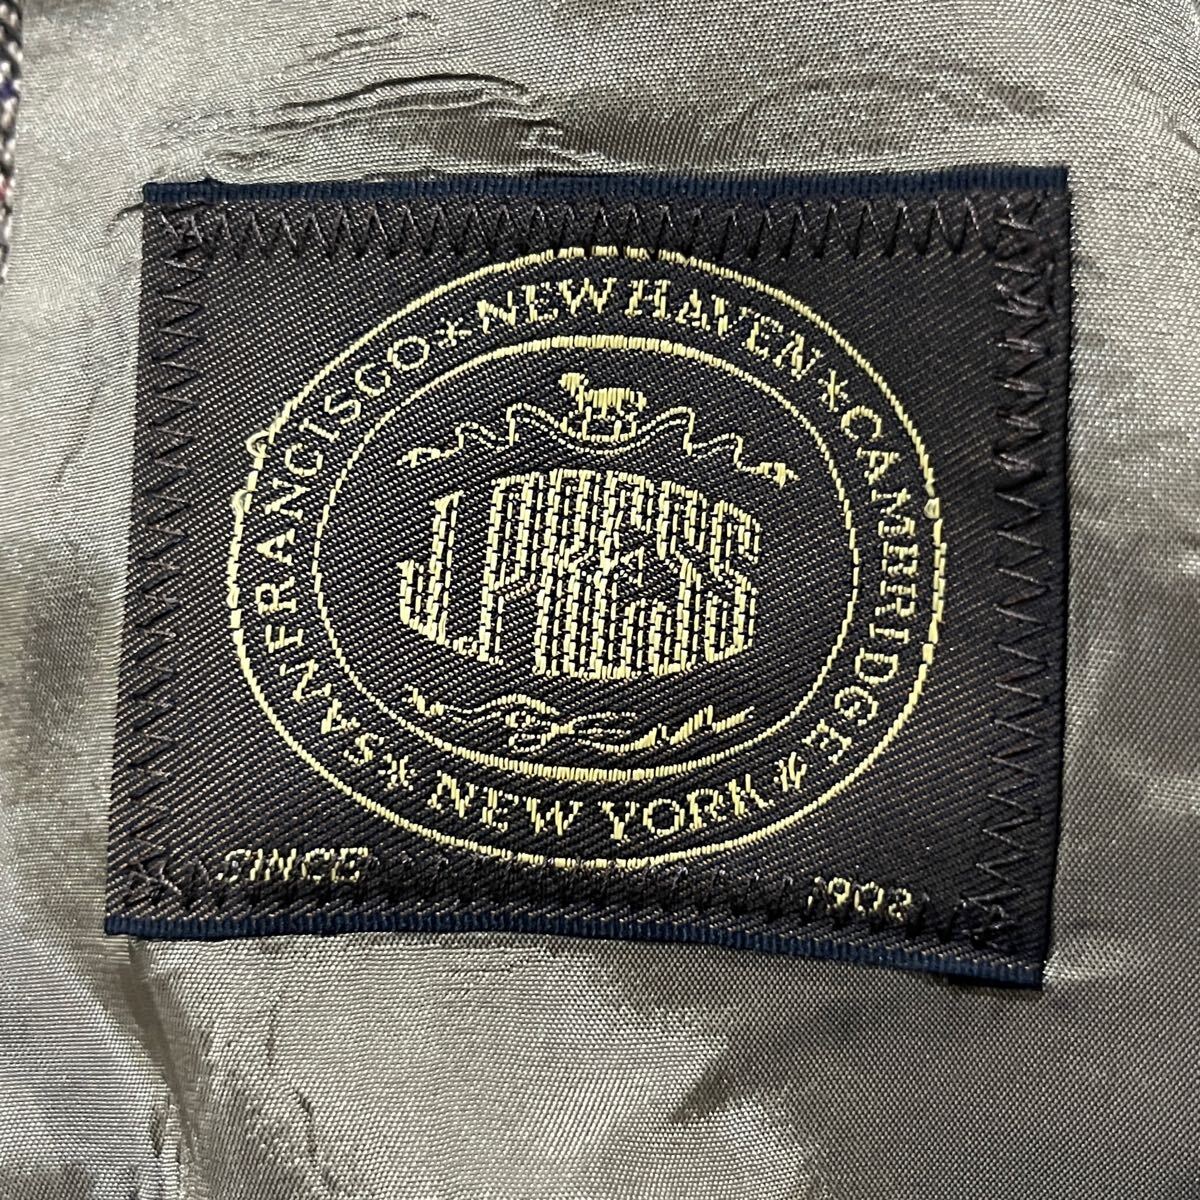 SAN FRANCISCO * NEW HAVEN * CAMBRIDGE * NEW YORK *
J. PRESS
SINCE 1902